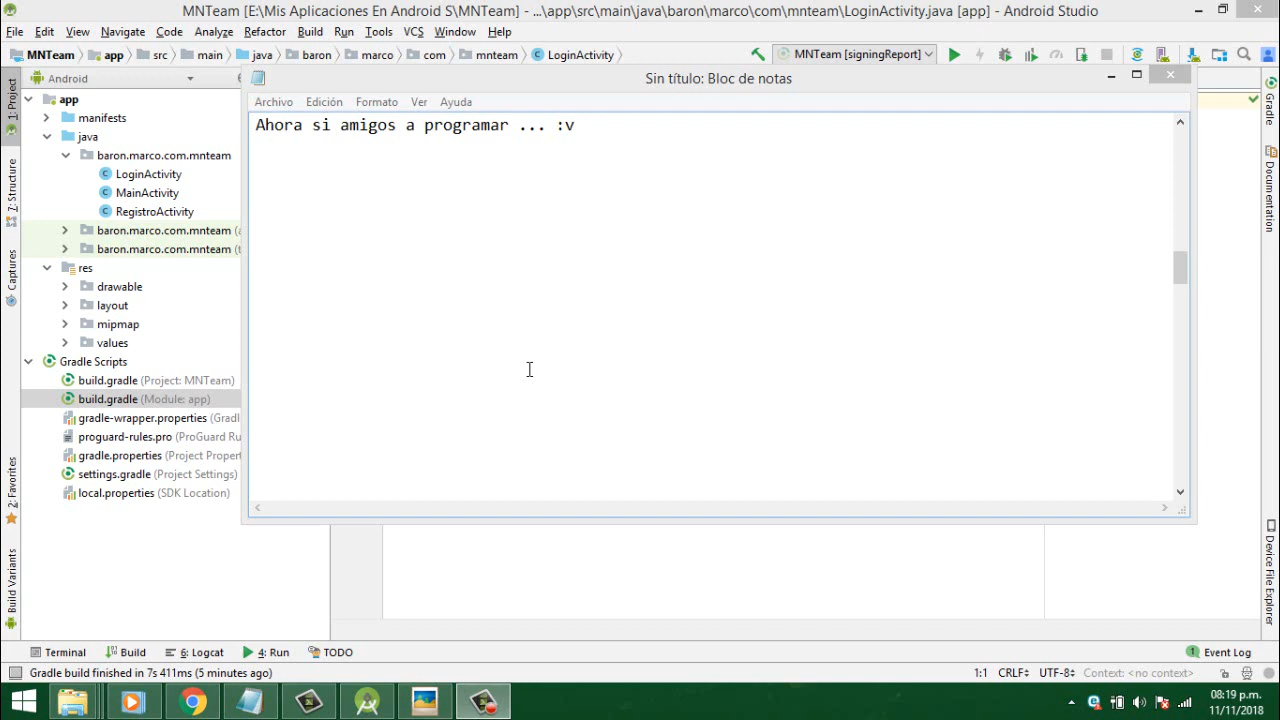 MNTeam [E:\Mis Aplicaciones En Android S\MNTeam] - ...\app\src\main\java\baron\marco\com\mnteam\LoginActivity.java [app] - Android Studio
File Edit View Navigate Code Analyze Refactor Build Run Tools VCS Window Help
MNTeam app src main java baron marco com mnteam LoginActivity MNTeam [signingReport]
Android
Sin título: Bloc de notas
Archivo Edición Formato Ver Ayuda
Ahora si amigos a programar ... :v
1: Project
Z: Structure
Captures
2: Favorites
Build Variants
app
manifests
java
baron.marco.com.mnteam
LoginActivity
MainActivity
RegistroActivity
baron.marco.com.mnteam (
baron.marco.com.mnteam (
res
drawable
layout
mipmap
values
Gradle Scripts
build.gradle (Project: MNTeam)
build.gradle (Module: app)
gradle-wrapper.properties (Gradl
proguard-rules.pro (ProGuard Ru
gradle.properties (Project Proper
settings.gradle (Project Settings)
local.properties (SDK Location)
Gradle
Documentation
Device File Explorer
Terminal Build 6: Logcat 4: Run TODO Event Log
Gradle build finished in 7s 411ms (5 minutes ago) 1:1 CRLF UTF-8 Context: <no context>
08:19 p.m.
11/11/2018